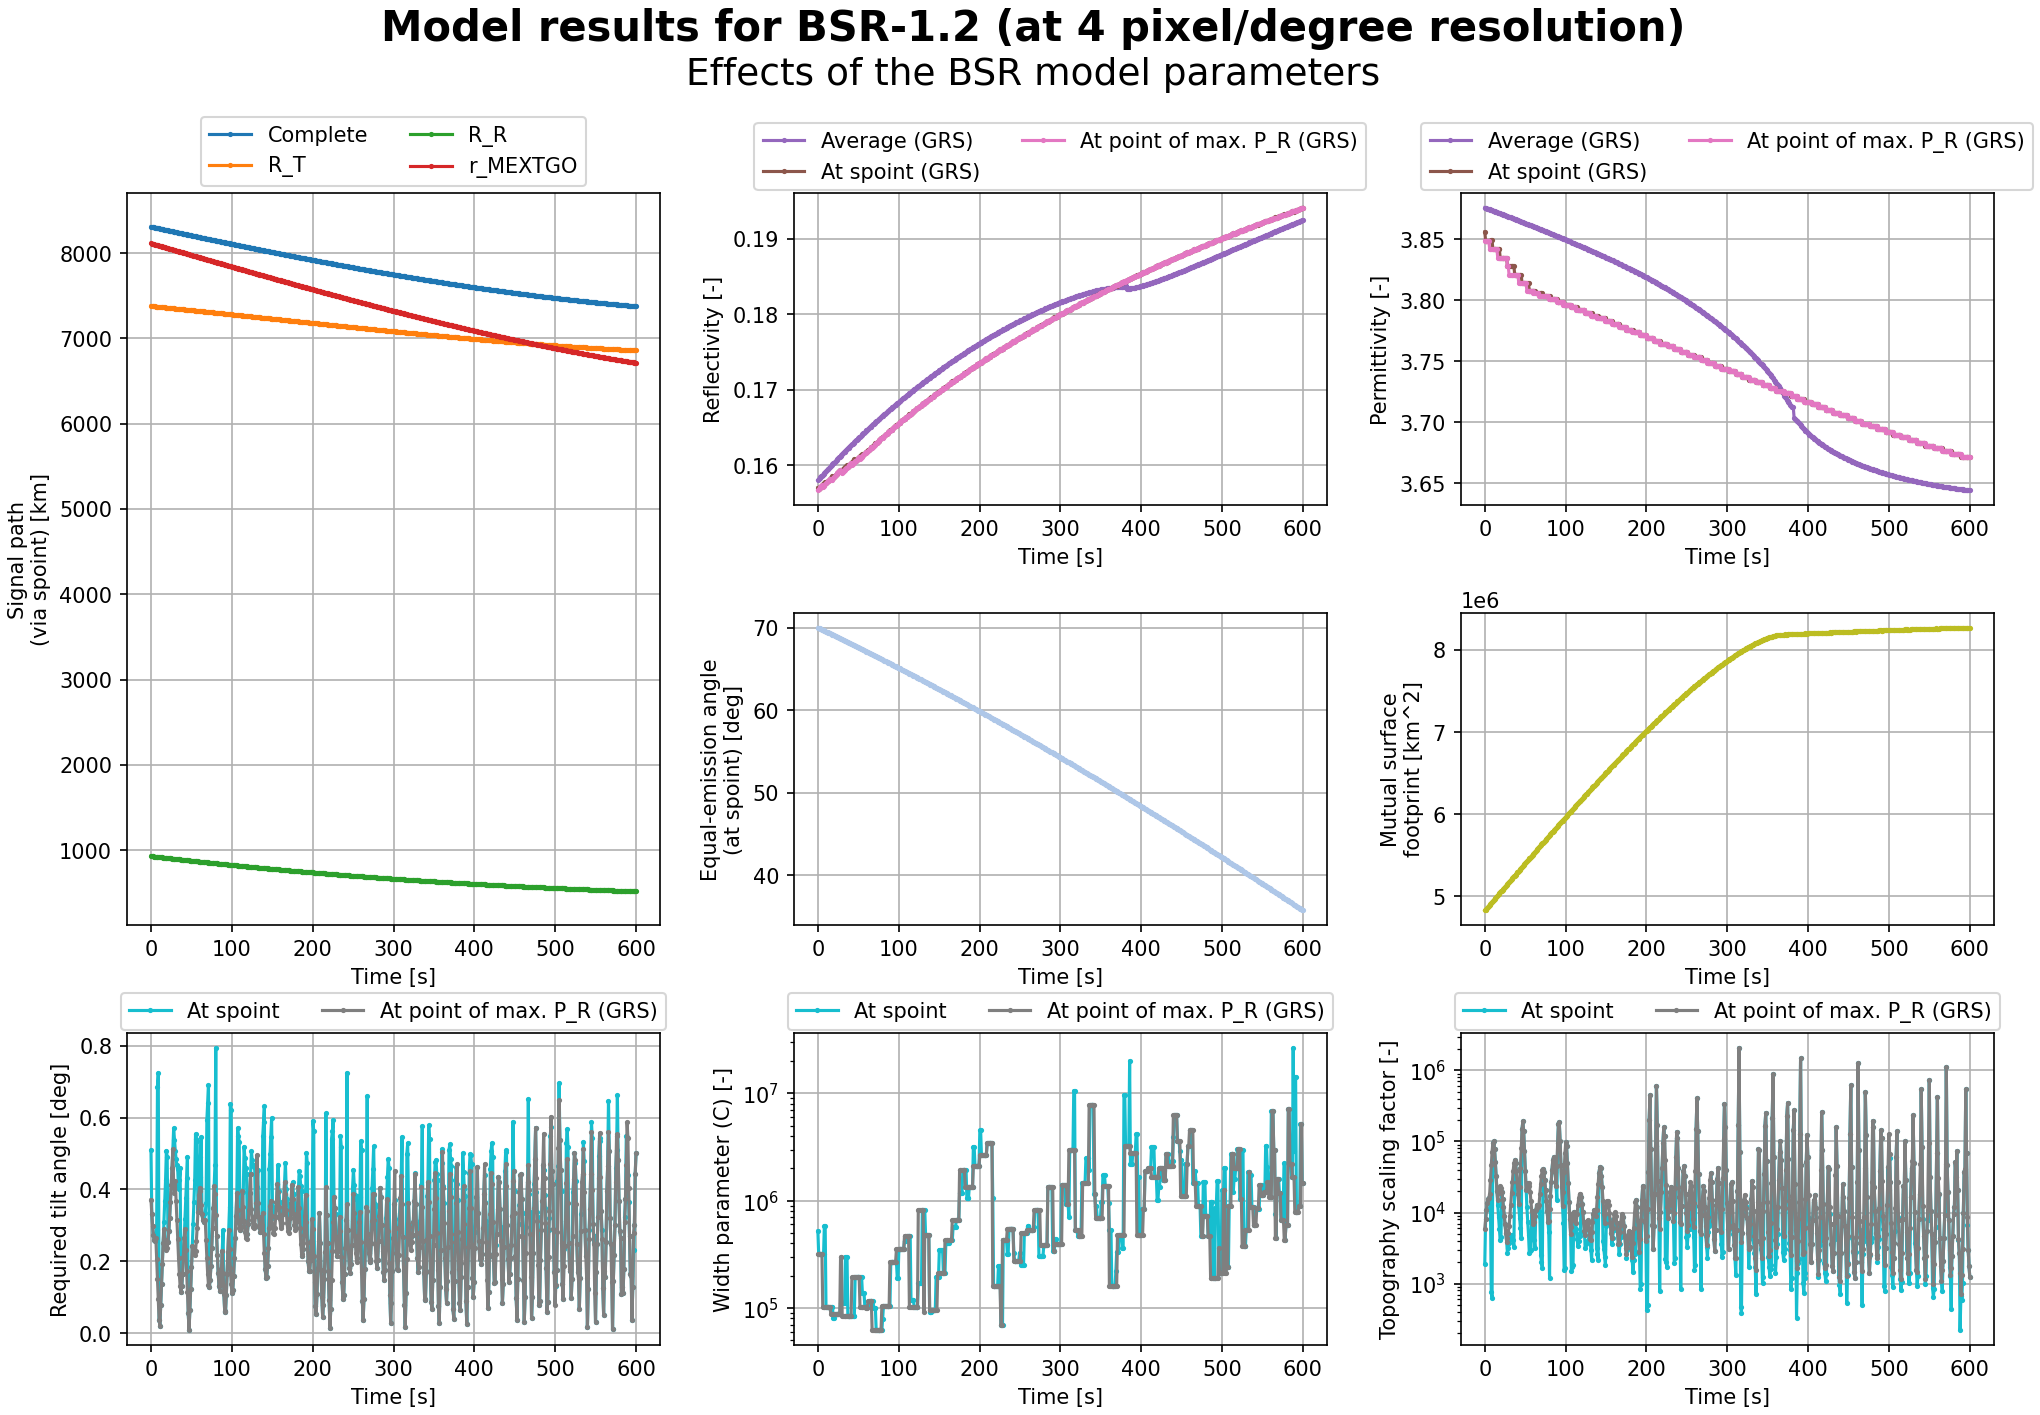 Model results for BSR-1.2 (at 4 pixel/degree resolution)
Effects of the BSR model parameters
Complete
R_T
R_R
r_MEXTGO
Signal path
(via spoint) [km]
8000
7000
6000
5000
4000
3000
2000
1000
0 100 200 300 400 500 600
Time [s]
Average (GRS)
At spoint (GRS)
At point of max. P_R (GRS)
Reflectivity [-]
0.19
0.18
0.17
0.16
0 100 200 300 400 500 600
Time [s]
Average (GRS)
At spoint (GRS)
At point of max. P_R (GRS)
Permittivity [-]
3.85
3.80
3.75
3.70
3.65
0 100 200 300 400 500 600
Time [s]
Equal-emission angle
(at spoint) [deg]
70
60
50
40
0 100 200 300 400 500 600
Time [s]
1e6
Mutual surface
footprint [km^2]
8
7
6
5
0 100 200 300 400 500 600
Time [s]
At spoint
At point of max. P_R (GRS)
Required tilt angle [deg]
0.8
0.6
0.4
0.2
0.0
0 100 200 300 400 500 600
Time [s]
At spoint
At point of max. P_R (GRS)
Width parameter (C) [-]
10^7
10^6
10^5
0 100 200 300 400 500 600
Time [s]
At spoint
At point of max. P_R (GRS)
Topography scaling factor [-]
10^6
10^5
10^4
10^3
0 100 200 300 400 500 600
Time [s]